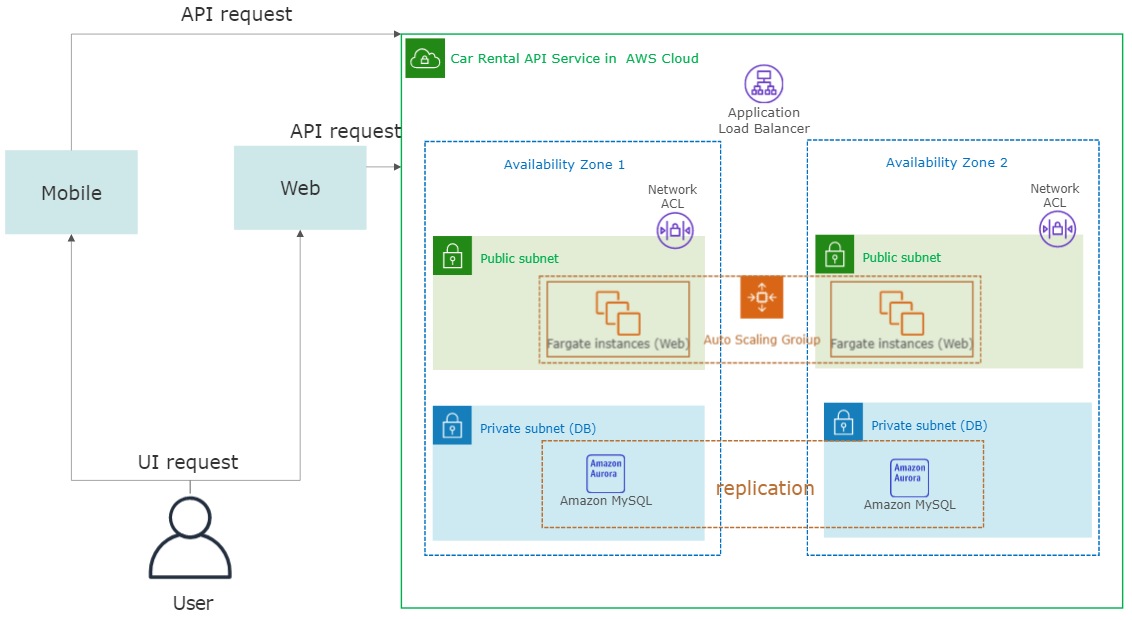 API request
Car Rental API Service in  AWS Cloud
Application
Load Balancer
API request
Mobile
Web
Availability Zone 1
Availability Zone 2
Network
ACL
Network
ACL
Public subnet
Public subnet
Fargate instances (Web)
Auto Scaling Groiup
Fargate instances (Web)
Private subnet (DB)
Private subnet (DB)
Amazon
Aurora
Amazon MySQL
replication
Amazon
Aurora
Amazon MySQL
UI request
User